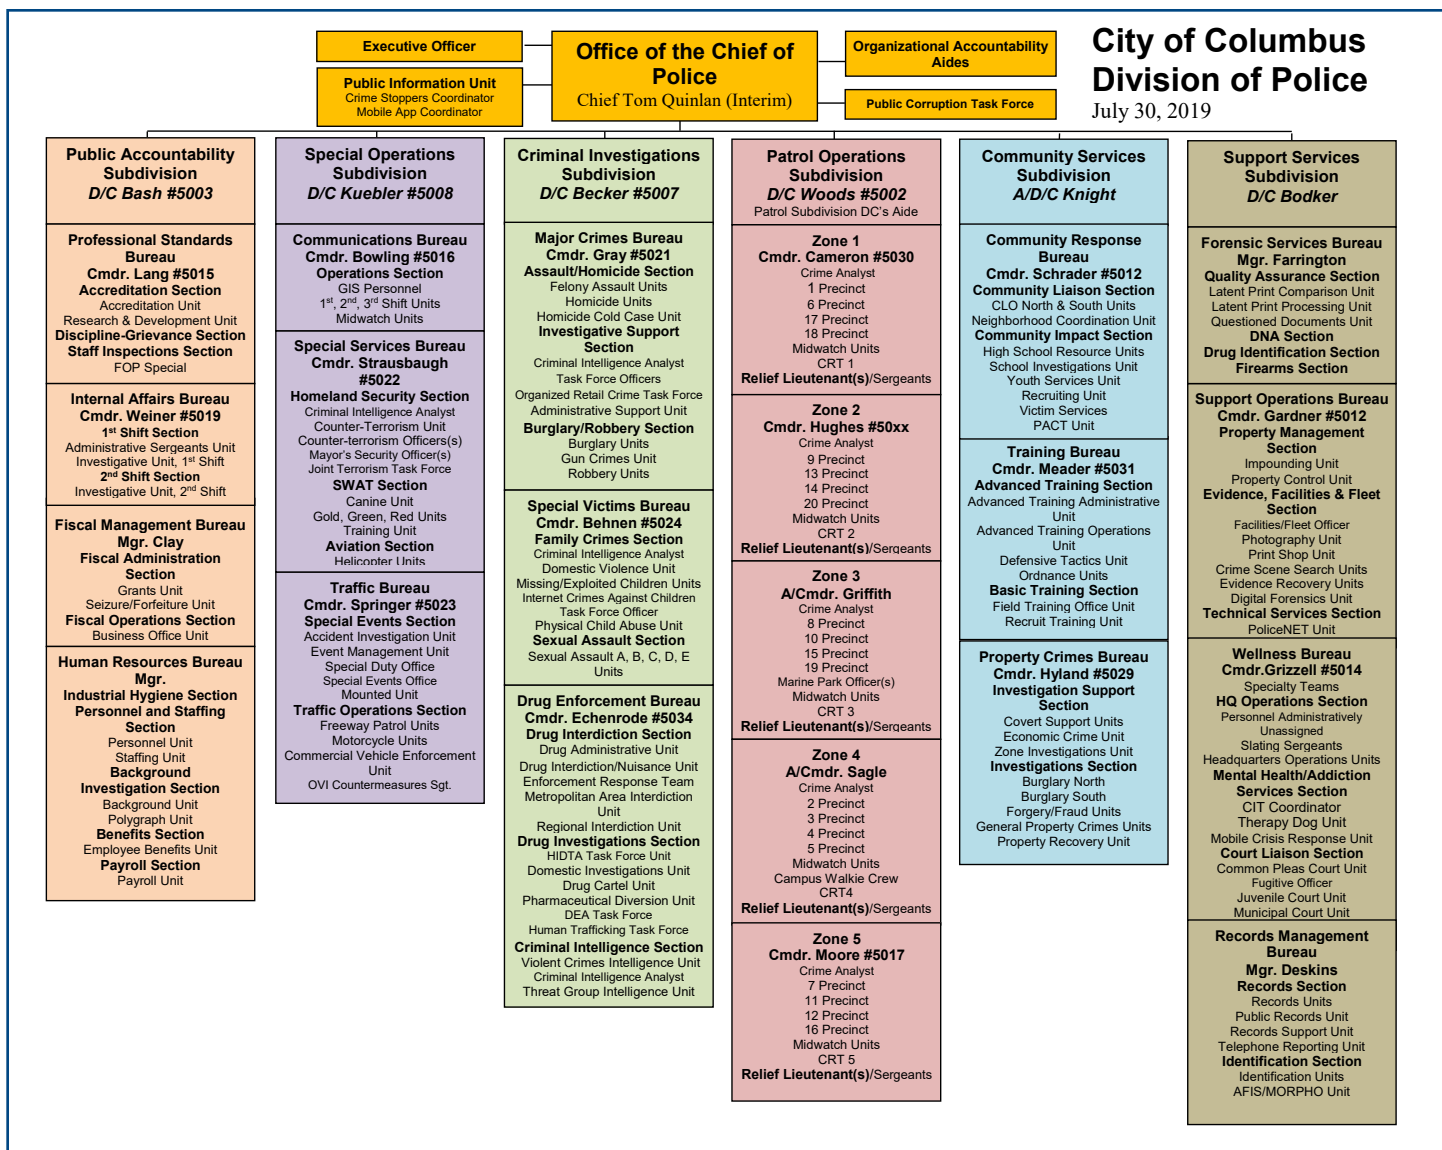 Executive Officer
Public Information Unit
Crime Stoppers Coordinator
Mobile App Coordinator
Office of the Chief of
Police
Chief Tom Quinlan (Interim)
Organizational Accountability
Aides
Public Corruption Task Force
City of Columbus
Division of Police
July 30, 2019
Public Accountability
Subdivision
D/C Bash #5003
Professional Standards
Bureau
Cmdr. Lang #5015
Accreditation Section
Accreditation Unit
Research & Development Unit
Discipline-Grievance Section
Staff Inspections Section
FOP Special
Internal Affairs Bureau
Cmdr. Weiner #5019
1st Shift Section
Administrative Sergeants Unit
Investigative Unit, 1st Shift
2nd Shift Section
Investigative Unit, 2nd Shift
Fiscal Management Bureau
Mgr. Clay
Fiscal Administration
Section
Grants Unit
Seizure/Forfeiture Unit
Fiscal Operations Section
Business Office Unit
Human Resources Bureau
Mgr.
Industrial Hygiene Section
Personnel and Staffing
Section
Personnel Unit
Staffing Unit
Background
Investigation Section
Background Unit
Polygraph Unit
Benefits Section
Employee Benefits Unit
Payroll Section
Payroll Unit
Special Operations
Subdivision
D/C Kuebler #5008
Communications Bureau
Cmdr. Bowling #5016
Operations Section
GIS Personnel
1st, 2nd, 3rd Shift Units
Midwatch Units
Special Services Bureau
Cmdr. Strausbaugh
#5022
Homeland Security Section
Criminal Intelligence Analyst
Counter-Terrorism Unit
Counter-terrorism Officers(s)
Mayor's Security Officer(s)
Joint Terrorism Task Force
SWAT Section
Canine Unit
Gold, Green, Red Units
Training Unit
Aviation Section
Helicopter Units
Traffic Bureau
Cmdr. Springer #5023
Special Events Section
Accident Investigation Unit
Event Management Unit
Special Duty Office
Special Events Office
Mounted Unit
Traffic Operations Section
Freeway Patrol Units
Motorcycle Units
Commercial Vehicle Enforcement
Unit
OVI Countermeasures Sgt.
Criminal Investigations
Subdivision
D/C Becker #5007
Major Crimes Bureau
Cmdr. Gray #5021
Assault/Homicide Section
Felony Assault Units
Homicide Units
Homicide Cold Case Unit
Investigative Support
Section
Criminal Intelligence Analyst
Task Force Officers
Organized Retail Crime Task Force
Administrative Support Unit
Burglary/Robbery Section
Burglary Units
Gun Crimes Unit
Robbery Units
Special Victims Bureau
Cmdr. Behnen #5024
Family Crimes Section
Criminal Intelligence Analyst
Domestic Violence Unit
Missing/Exploited Children Units
Internet Crimes Against Children
Task Force Officer
Physical Child Abuse Unit
Sexual Assault Section
Sexual Assault A, B, C, D, E
Units
Drug Enforcement Bureau
Cmdr. Echenrode #5034
Drug Interdiction Section
Drug Administrative Unit
Drug Interdiction/Nuisance Unit
Enforcement Response Team
Metropolitan Area Interdiction
Unit
Regional Interdiction Unit
Drug Investigations Section
HIDTA Task Force Unit
Domestic Investigations Unit
Drug Cartel Unit
Pharmaceutical Diversion Unit
DEA Task Force
Human Trafficking Task Force
Criminal Intelligence Section
Violent Crimes Intelligence Unit
Criminal Intelligence Analyst
Threat Group Intelligence Unit
Patrol Operations
Subdivision
D/C Woods #5002
Patrol Subdivision DC's Aide
Zone 1
Cmdr. Cameron #5030
Crime Analyst
1 Precinct
6 Precinct
17 Precinct
18 Precinct
Midwatch Units
CRT 1
Relief Lieutenant(s)/Sergeants
Zone 2
Cmdr. Hughes #50xx
Crime Analyst
9 Precinct
13 Precinct
14 Precinct
20 Precinct
Midwatch Units
CRT 2
Relief Lieutenant(s)/Sergeants
Zone 3
A/Cmdr. Griffith
Crime Analyst
8 Precinct
10 Precinct
15 Precinct
19 Precinct
Marine Park Officer(s)
Midwatch Units
CRT 3
Relief Lieutenant(s)/Sergeants
Zone 4
A/Cmdr. Sagle
Crime Analyst
2 Precinct
3 Precinct
4 Precinct
5 Precinct
Midwatch Units
Campus Walkie Crew
CRT4
Relief Lieutenant(s)/Sergeants
Zone 5
Cmdr. Moore #5017
Crime Analyst
7 Precinct
11 Precinct
12 Precinct
16 Precinct
Midwatch Units
CRT 5
Relief Lieutenant(s)/Sergeants
Community Services
Subdivision
A/D/C Knight
Community Response
Bureau
Cmdr. Schrader #5012
Community Liaison Section
CLO North & South Units
Neighborhood Coordination Unit
Community Impact Section
High School Resource Units
School Investigations Unit
Youth Services Unit
Recruiting Unit
Victim Services
PACT Unit
Training Bureau
Cmdr. Meader #5031
Advanced Training Section
Advanced Training Administrative
Unit
Advanced Training Operations
Unit
Defensive Tactics Unit
Ordnance Units
Basic Training Section
Field Training Office Unit
Recruit Training Unit
Property Crimes Bureau
Cmdr. Hyland #5029
Investigation Support
Section
Covert Support Units
Economic Crime Unit
Zone Investigations Unit
Investigations Section
Burglary North
Burglary South
Forgery/Fraud Units
General Property Crimes Units
Property Recovery Unit
Support Services
Subdivision
D/C Bodker
Forensic Services Bureau
Mgr. Farrington
Quality Assurance Section
Latent Print Comparison Unit
Latent Print Processing Unit
Questioned Documents Unit
DNA Section
Drug Identification Section
Firearms Section
Support Operations Bureau
Cmdr. Gardner #5012
Property Management
Section
Impounding Unit
Property Control Unit
Evidence, Facilities & Fleet
Section
Facilities/Fleet Officer
Photography Unit
Print Shop Unit
Crime Scene Search Units
Evidence Recovery Units
Digital Forensics Unit
Technical Services Section
PoliceNET Unit
Wellness Bureau
Cmdr.Grizzell #5014
Specialty Teams
HQ Operations Section
Personnel Administratively
Unassigned
Slating Sergeants
Headquarters Operations Units
Mental Health/Addiction
Services Section
CIT Coordinator
Therapy Dog Unit
Mobile Crisis Response Unit
Court Liaison Section
Common Pleas Court Unit
Fugitive Officer
Juvenile Court Unit
Municipal Court Unit
Records Management
Bureau
Mgr. Deskins
Records Section
Records Units
Public Records Unit
Records Support Unit
Telephone Reporting Unit
Identification Section
Identification Units
AFIS/MORPHO Unit